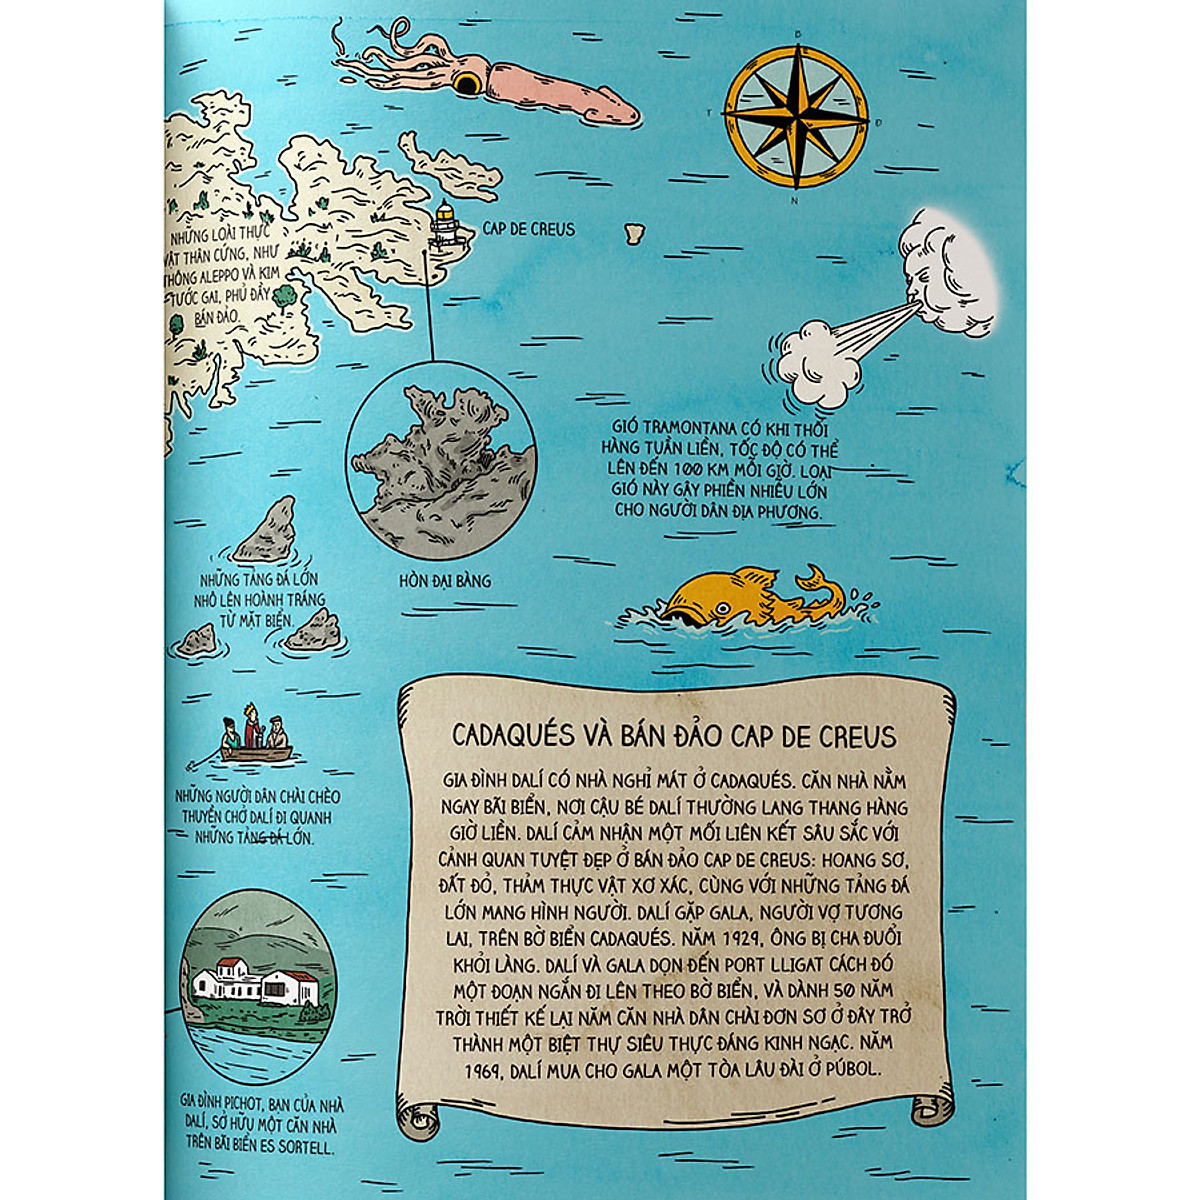 B
T
Đ
N
CAP DE CREUS
NHỮNG LOÀI THỰC
VẬT THÂN CỨNG, NHƯ
THÔNG ALEPPO VÀ KIM
TƯỚC GAI, PHỦ ĐẦY
BÁN ĐẢO.
GIÓ TRAMONTANA CÓ KHI THỔI
HÀNG TUẦN LIỀN, TỐC ĐỘ CÓ THỂ
LÊN ĐẾN 100 KM MỖI GIỜ. LOẠI
GIÓ NÀY GÂY PHIỀN NHIỄU LỚN
CHO NGƯỜI DÂN ĐỊA PHƯƠNG.
HÒN ĐẠI BÀNG
NHỮNG TẢNG ĐÁ LỚN
NHÔ LÊN HOÀNH TRÁNG
TỪ MẶT BIỂN.
NHỮNG NGƯỜI DÂN CHÀI CHÈO
THUYỀN CHỞ DALÍ ĐI QUANH
NHỮNG TẢNG ĐÁ LỚN.
GIA ĐÌNH PICHOT, BẠN CỦA NHÀ
DALÍ, SỞ HỮU MỘT CĂN NHÀ
TRÊN BÃI BIỂN ES SORTELL.
CADAQUÉS VÀ BÁN ĐẢO CAP DE CREUS
GIA ĐÌNH DALÍ CÓ NHÀ NGHỈ MÁT Ở CADAQUÉS. CĂN NHÀ NẰM
NGAY BÃI BIỂN, NƠI CẬU BÉ DALÍ THƯỜNG LANG THANG HÀNG
GIỜ LIỀN. DALÍ CẢM NHẬN MỘT MỐI LIÊN KẾT SÂU SẮC VỚI
CẢNH QUAN TUYỆT ĐẸP Ở BÁN ĐẢO CAP DE CREUS: HOANG SƠ,
ĐẤT ĐỎ, THẢM THỰC VẬT XƠ XÁC, CÙNG VỚI NHỮNG TẢNG ĐÁ
LỚN MANG HÌNH NGƯỜI. DALÍ GẶP GALA, NGƯỜI VỢ TƯƠNG
LAI, TRÊN BỜ BIỂN CADAQUÉS. NĂM 1929, ÔNG BỊ CHA ĐUỔI
KHỎI LÀNG. DALÍ VÀ GALA DỌN ĐẾN PORT LLIGAT CÁCH ĐÓ
MỘT ĐOẠN NGẮN ĐI LÊN THEO BỜ BIỂN, VÀ DÀNH 50 NĂM
TRỜI THIẾT KẾ LẠI NĂM CĂN NHÀ DÂN CHÀI ĐƠN SƠ Ở ĐÂY TRỞ
THÀNH MỘT BIỆT THỰ SIÊU THỰC ĐÁNG KINH NGẠC. NĂM
1969, DALÍ MUA CHO GALA MỘT TÒA LÂU ĐÀI Ở PÚBOL.